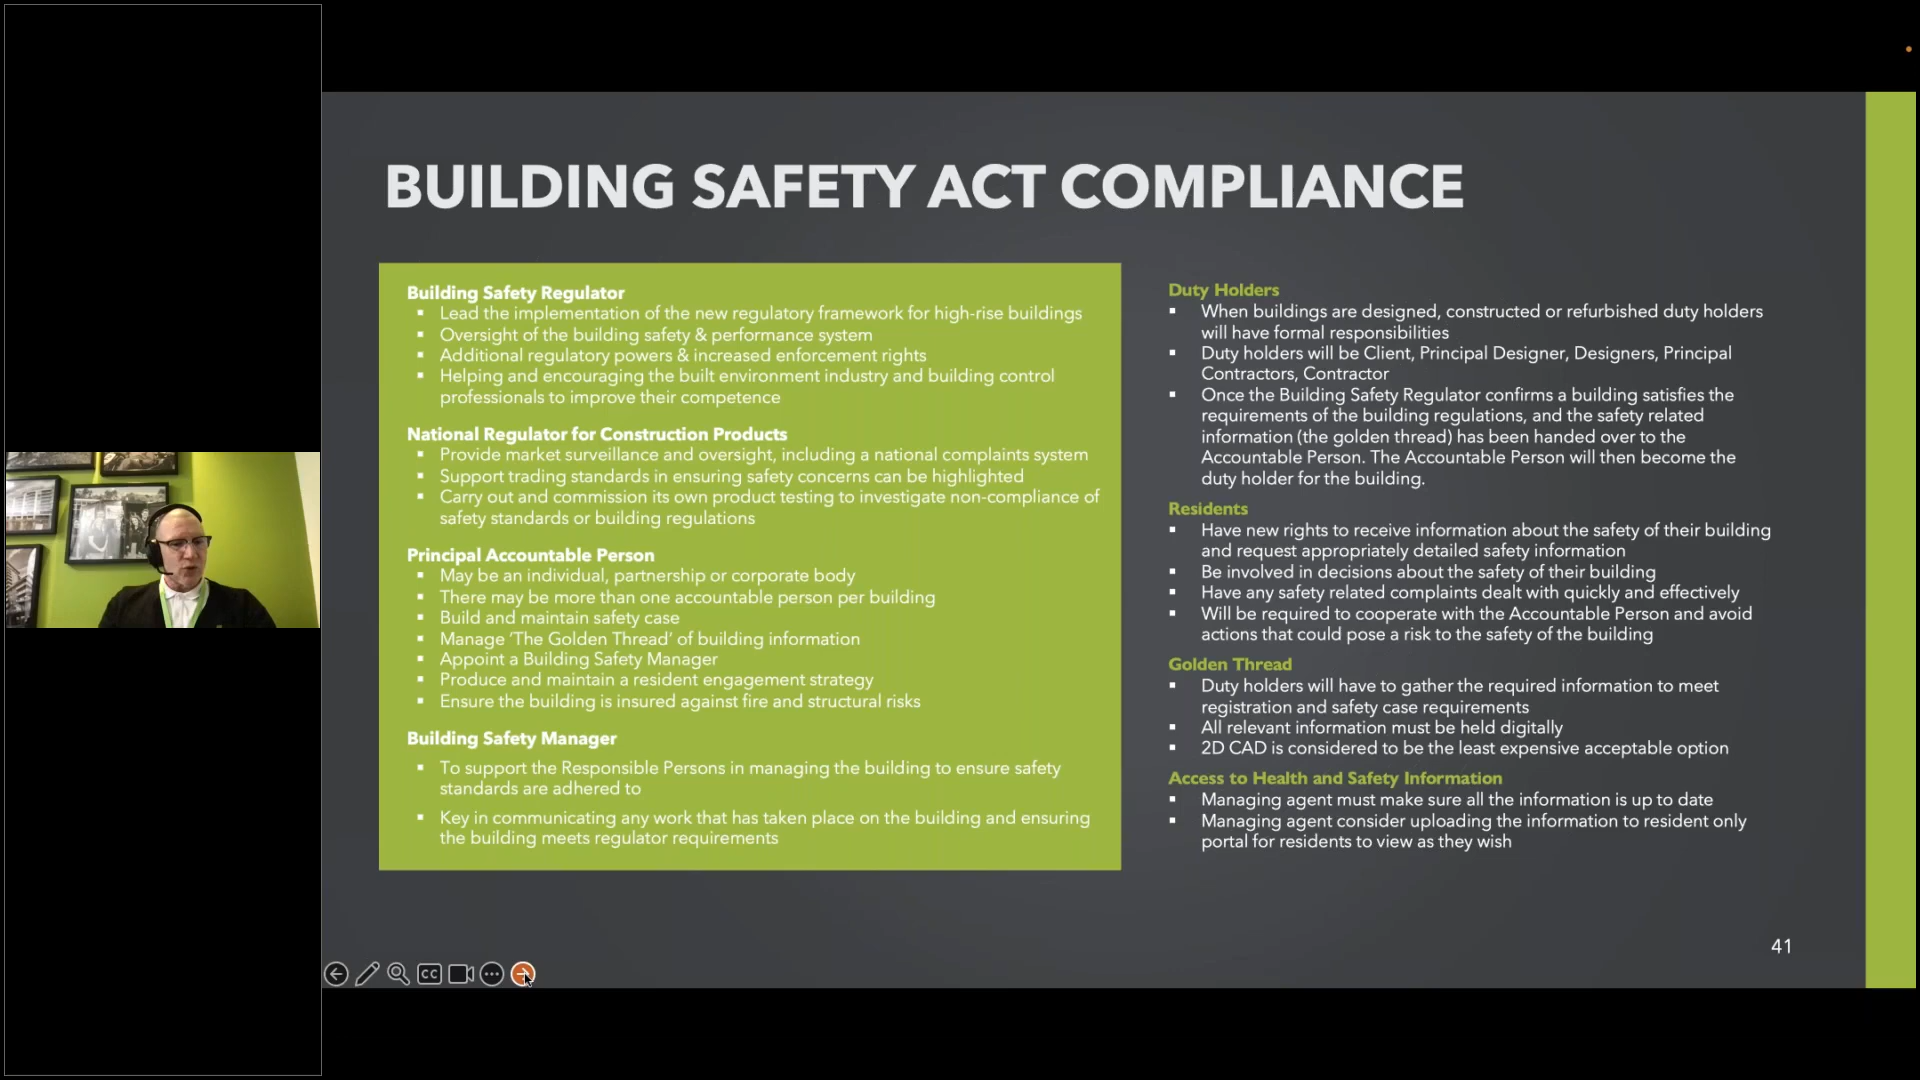 BUILDING SAFETY ACT COMPLIANCE
Building Safety Regulator
▪ Lead the implementation of the new regulatory framework for high-rise buildings
▪ Oversight of the building safety & performance system
▪ Additional regulatory powers & increased enforcement rights
▪ Helping and encouraging the built environment industry and building control
professionals to improve their competence
National Regulator for Construction Products
▪ Provide market surveillance and oversight, including a national complaints system
▪ Support trading standards in ensuring safety concerns can be highlighted
▪ Carry out and commission its own product testing to investigate non-compliance of
safety standards or building regulations
Principal Accountable Person
▪ May be an individual, partnership or corporate body
▪ There may be more than one accountable person per building
▪ Build and maintain safety case
▪ Manage ‘The Golden Thread’ of building information
▪ Appoint a Building Safety Manager
▪ Produce and maintain a resident engagement strategy
▪ Ensure the building is insured against fire and structural risks
Building Safety Manager
▪ To support the Responsible Persons in managing the building to ensure safety
standards are adhered to
▪ Key in communicating any work that has taken place on the building and ensuring
the building meets regulator requirements
Duty Holders
▪ When buildings are designed, constructed or refurbished duty holders
will have formal responsibilities
▪ Duty holders will be Client, Principal Designer, Designers, Principal
Contractors, Contractor
▪ Once the Building Safety Regulator confirms a building satisfies the
requirements of the building regulations, and the safety related
information (the golden thread) has been handed over to the
Accountable Person. The Accountable Person will then become the
duty holder for the building.
Residents
▪ Have new rights to receive information about the safety of their building
and request appropriately detailed safety information
▪ Be involved in decisions about the safety of their building
▪ Have any safety related complaints dealt with quickly and effectively
▪ Will be required to cooperate with the Accountable Person and avoid
actions that could pose a risk to the safety of the building
Golden Thread
▪ Duty holders will have to gather the required information to meet
registration and safety case requirements
▪ All relevant information must be held digitally
▪ 2D CAD is considered to be the least expensive acceptable option
Access to Health and Safety Information
▪ Managing agent must make sure all the information is up to date
▪ Managing agent consider uploading the information to resident only
portal for residents to view as they wish
41
CC